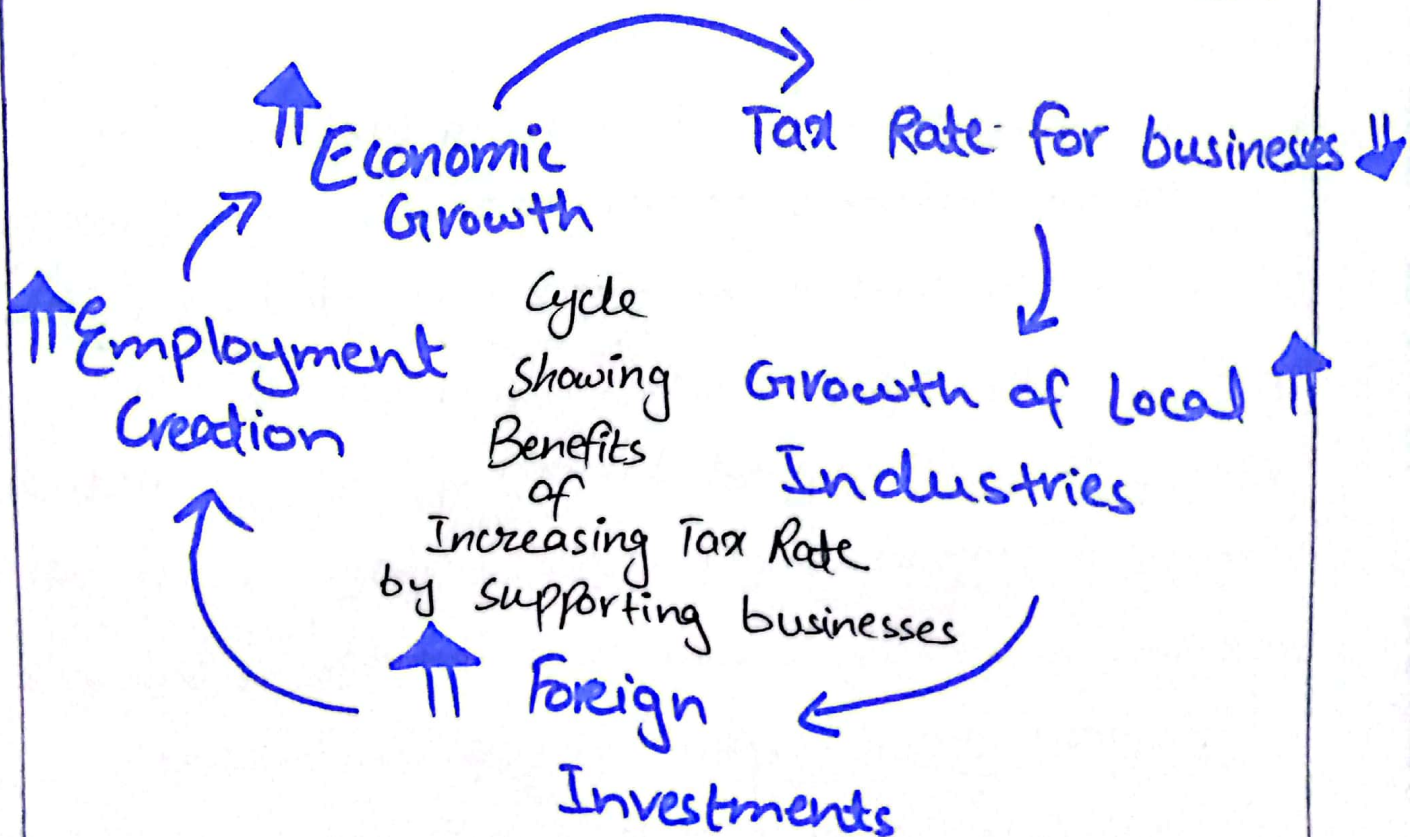 Economic
Growth
Tax Rate for businesses
Growth of Local
Industries
Foreign
Investments
Employment
Creation
Cycle
Showing
Benefits
of
Increasing Tax Rate
by supporting businesses